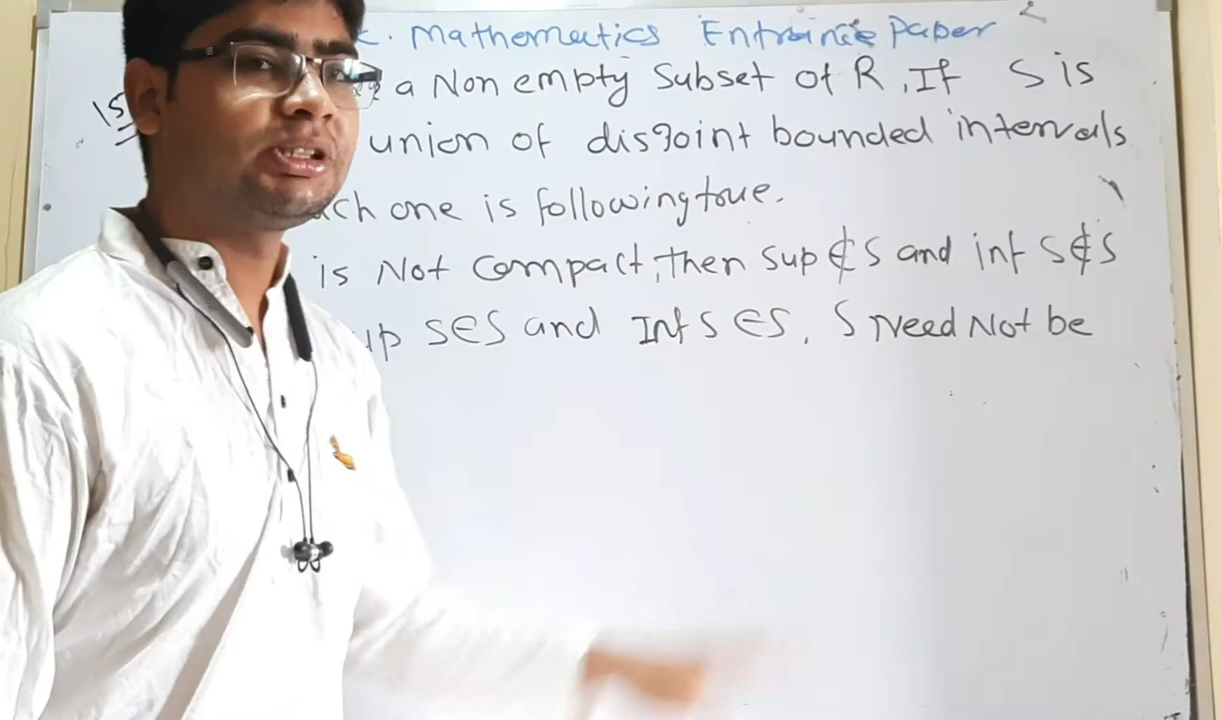 . Mathematics Entrance Paper
15 a Non empty Subset of R, If S is
union of disjoint bounded intervals
ch one is following true.
is Not Compact, then sup ∉ S and inf S ∉ S
up S∈S and Inf S ∈S, S Need Not be